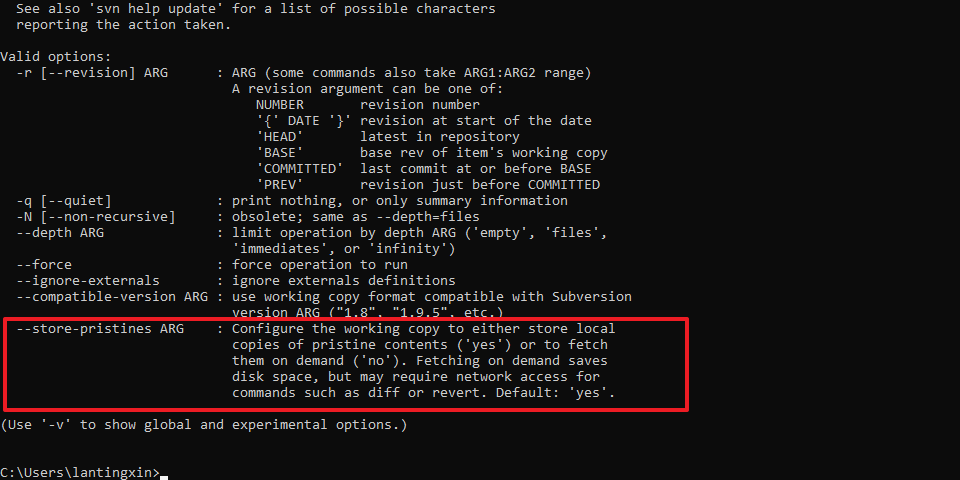 See also 'svn help update' for a list of possible characters
reporting the action taken.
Valid options:
-r [--revision] ARG : ARG (some commands also take ARG1:ARG2 range)
A revision argument can be one of:
NUMBER revision number
'{' DATE '}' revision at start of the date
'HEAD' latest in repository
'BASE' base rev of item's working copy
'COMMITTED' last commit at or before BASE
'PREV' revision just before COMMITTED
-q [--quiet] : print nothing, or only summary information
-N [--non-recursive] : obsolete; same as --depth=files
--depth ARG : limit operation by depth ARG ('empty', 'files',
'immediates', or 'infinity')
--force : force operation to run
--ignore-externals : ignore externals definitions
--compatible-version ARG : use working copy format compatible with Subversion
version ARG ("1.8", "1.9.5", etc.)
--store-pristines ARG : Configure the working copy to either store local
copies of pristine contents ('yes') or to fetch
them on demand ('no'). Fetching on demand saves
disk space, but may require network access for
commands such as diff or revert. Default: 'yes'.
(Use '-v' to show global and experimental options.)
C:\Users\lantingxin>